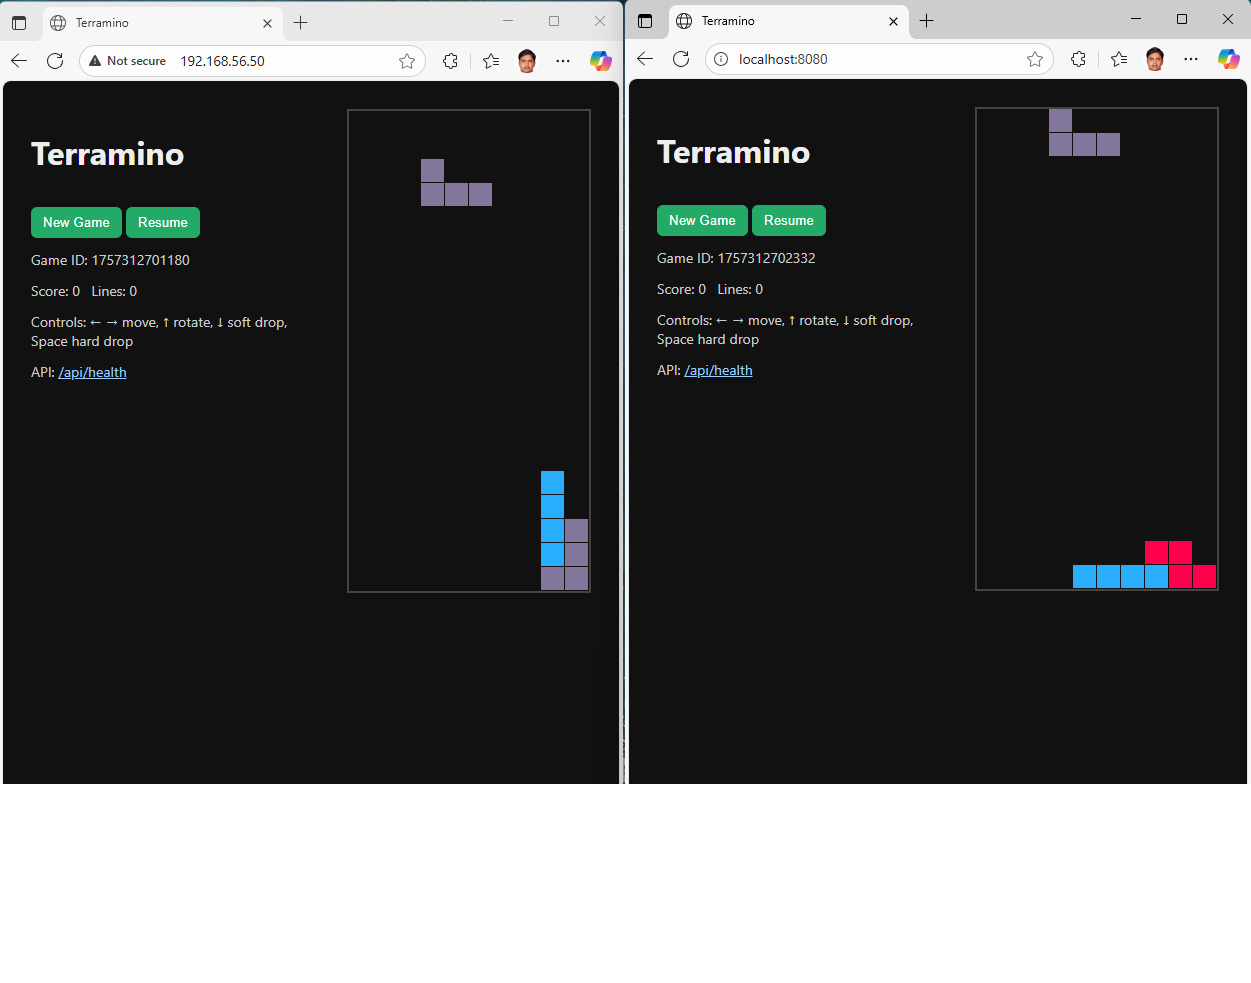 Terramino
Not secure 192.168.56.50
Terramino
New Game Resume
Game ID: 1757312701180
Score: 0 Lines: 0
Controls: ← → move, ↑ rotate, ↓ soft drop,
Space hard drop
API: /api/health
Terramino
localhost:8080
Terramino
New Game Resume
Game ID: 1757312702332
Score: 0 Lines: 0
Controls: ← → move, ↑ rotate, ↓ soft drop,
Space hard drop
API: /api/health